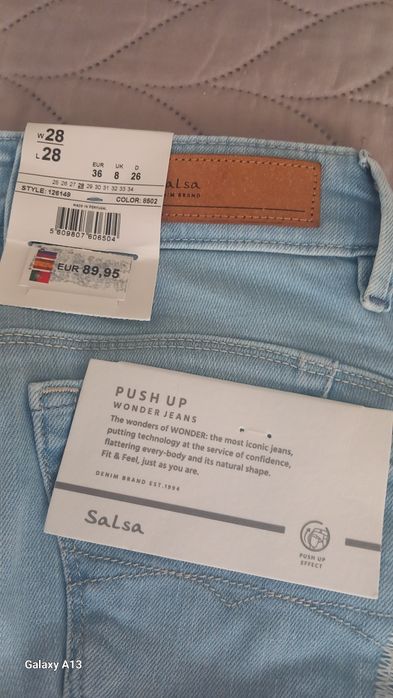 W 28
L 28
EUR UK D
36 8 26
25 26 27 28 29 30 31 32 33 34
STYLE: 126149
COLOR: 8502
MADE IN PORTUGAL
5 609807 606504
EUR 89,95
Salsa
DENIM BRAND
PUSH UP
WONDER JEANS
The wonders of WONDER: the most iconic jeans,
putting technology at the service of confidence,
flattering every-body and its natural shape.
Fit & Feel, just as you are.
DENIM BRAND EST.1994
Salsa
PUSH UP
EFFECT
Galaxy A13